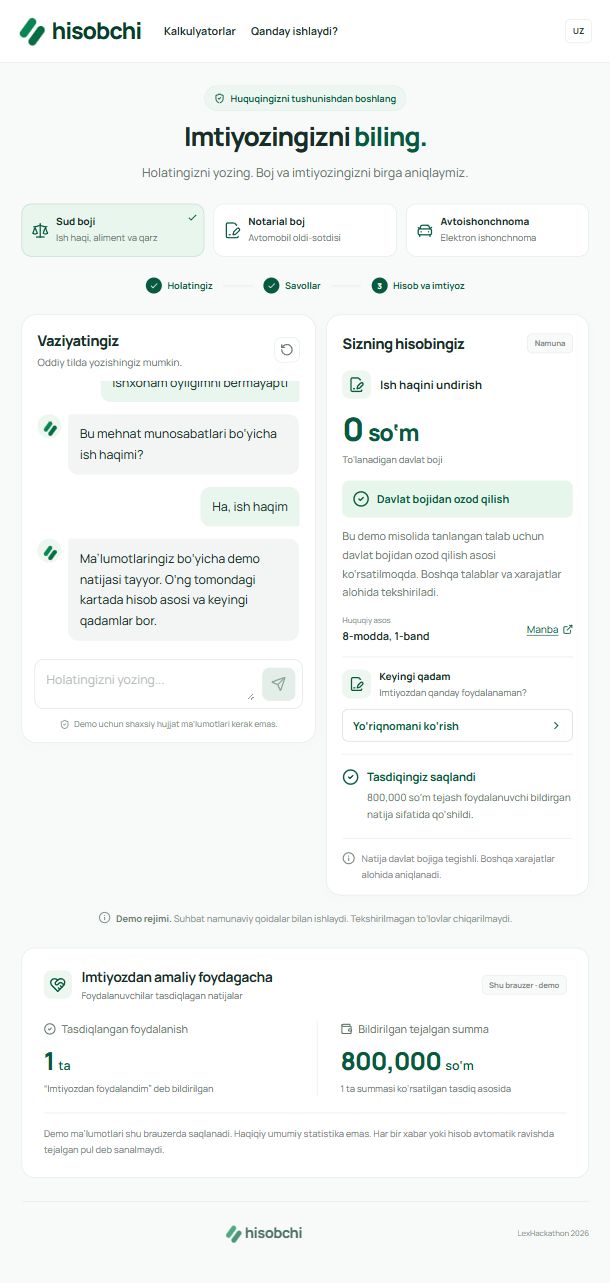 hisobchi
Kalkulyatorlar
Qanday ishlaydi?
UZ
Huquqingizni tushunishdan boshlang
Imtiyozingizni biling.
Holatingizni yozing. Boj va imtiyozingizni birga aniqlaymiz.
Sud boji
Ish haqi, aliment va qarz
Notarial boj
Avtomobil oldi-sotdisi
Avtoishonchnoma
Elektron ishonchnoma
Holatingiz
Savollar
3 Hisob va imtiyoz
Vaziyatingiz
Oddiy tilda yozishingiz mumkin.
Ishxonam oyligimni bermayapti
Bu mehnat munosabatlari bo‘yicha
ish haqimi?
Ha, ish haqim
Ma’lumotlaringiz bo‘yicha demo
natijasi tayyor. O‘ng tomondagi
kartada hisob asosi va keyingi
qadamlar bor.
Holatingizni yozing...
Demo uchun shaxsiy hujjat ma’lumotlari kerak emas.
Sizning hisobingiz
Namuna
Ish haqini undirish
0 so‘m
To‘lanadigan davlat boji
Davlat bojidan ozod qilish
Bu demo misolida tanlangan talab uchun
davlat bojidan ozod qilish asosi
ko‘rsatilmoqda. Boshqa talablar va xarajatlar
alohida tekshiriladi.
Huquqiy asos
8-modda, 1-band
Manba
Keyingi qadam
Imtiyozdan qanday foydalanaman?
Yo‘riqnomani ko‘rish
Tasdiqingiz saqlandi
800,000 so‘m tejash foydalanuvchi bildirgan
natija sifatida qo‘shildi.
Natija davlat bojiga tegishli. Boshqa xarajatlar
alohida aniqlanadi.
Demo rejimi. Suhbat namunaviy qoidalar bilan ishlaydi. Tekshirilmagan to‘lovlar chiqarilmaydi.
Imtiyozdan amaliy foydagacha
Foydalanuvchilar tasdiqlagan natijalar
Shu brauzer · demo
Tasdiqlangan foydalanish
1 ta
“Imtiyozdan foydalandim” deb bildirilgan
Bildirilgan tejalgan summa
800,000 so‘m
1 ta summasi ko‘rsatilgan tasdiq asosida
Demo ma’lumotlari shu brauzerda saqlanadi. Haqiqiy umumiy statistika emas. Har bir xabar yoki hisob avtomatik ravishda
tejalgan pul deb sanalmaydi.
hisobchi
LexHackathon 2026